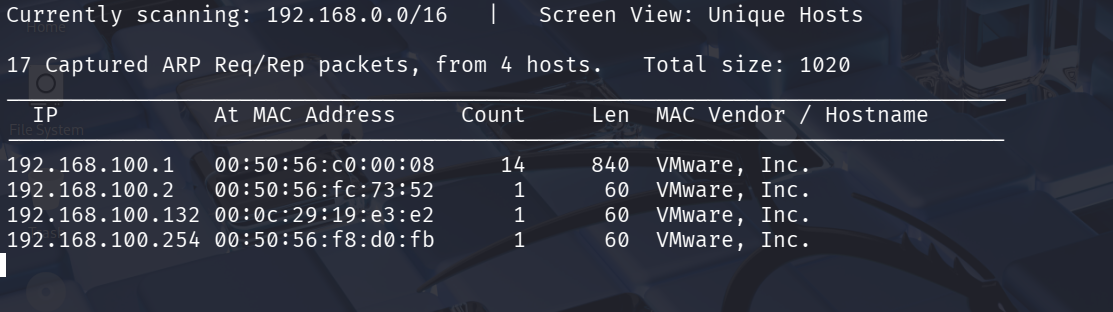 Currently scanning: 192.168.0.0/16   |   Screen View: Unique Hosts
Home
17 Captured ARP Req/Rep packets, from 4 hosts.   Total size: 1020
IP   At MAC Address   Count   Len   MAC Vendor / Hostname
File System
192.168.100.1   00:50:56:c0:00:08   14   840   VMware, Inc.
192.168.100.2   00:50:56:fc:73:52   1   60   VMware, Inc.
192.168.100.132 00:0c:29:19:e3:e2   1   60   VMware, Inc.
192.168.100.254 00:50:56:f8:d0:fb   1   60   VMware, Inc.